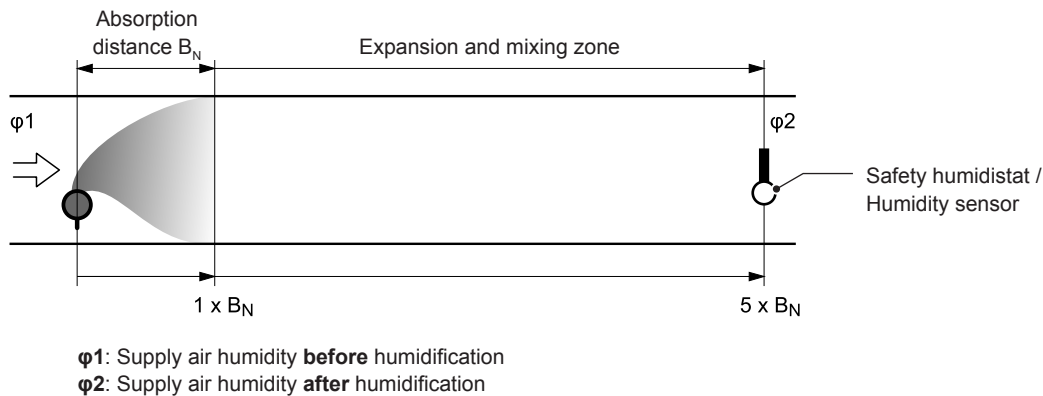 Absorption
distance B_N
Expansion and mixing zone
φ1
φ2
Safety humidistat /
Humidity sensor
1 x B_N
5 x B_N
φ1: Supply air humidity before humidification
φ2: Supply air humidity after humidification